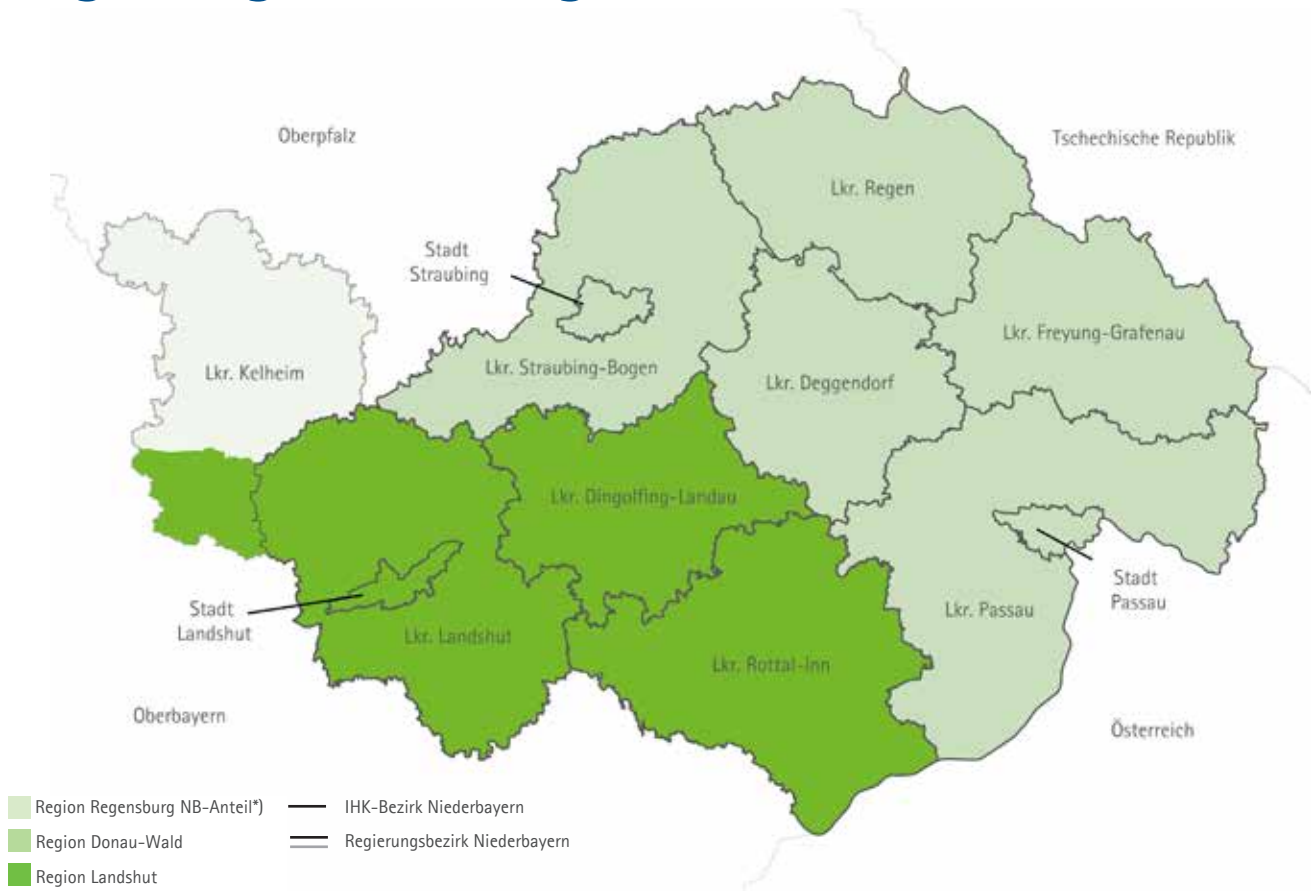 Oberpfalz
Tschechische Republik
Lkr. Regen
Stadt
Straubing
Lkr. Freyung-Grafenau
Lkr. Kelheim
Lkr. Straubing-Bogen
Lkr. Deggendorf
Lkr. Dingolfing-Landau
Stadt
Passau
Stadt
Landshut
Lkr. Landshut
Lkr. Passau
Lkr. Rottal-Inn
Oberbayern
Österreich
Region Regensburg NB-Anteil*)
IHK-Bezirk Niederbayern
Region Donau-Wald
Regierungsbezirk Niederbayern
Region Landshut